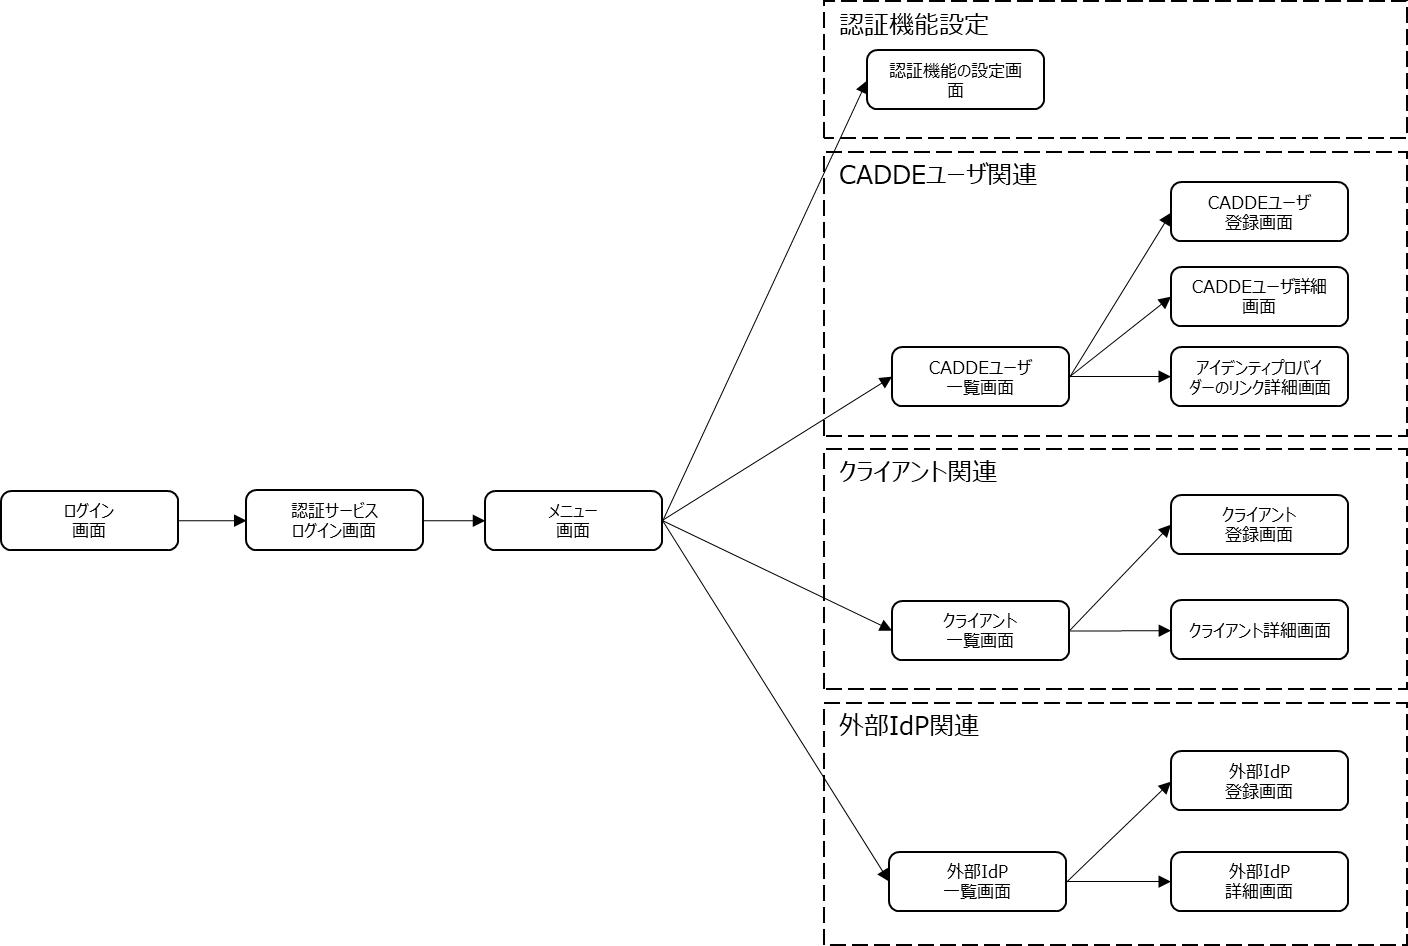 認証機能設定
認証機能の設定画
面
CADDEユーザ関連
CADDEユーザ
登録画面
CADDEユーザ詳細
画面
CADDEユーザ
一覧画面
アイデンティプロバイ
ダーのリンク詳細画面
クライアント関連
ログイン
画面
認証サービス
ログイン画面
メニュー
画面
クライアント
登録画面
クライアント
一覧画面
クライアント詳細画面
外部IdP関連
外部IdP
登録画面
外部IdP
一覧画面
外部IdP
詳細画面